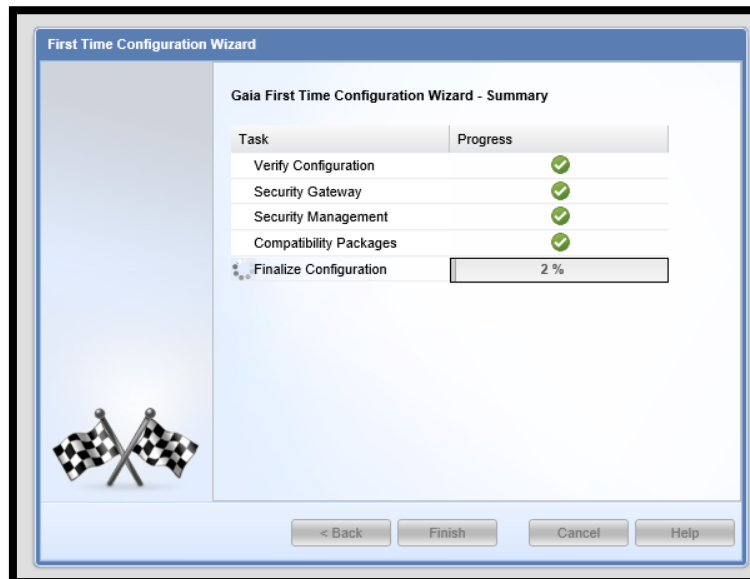 First Time Configuration Wizard
Gaia First Time Configuration Wizard - Summary
Task Progress
Verify Configuration
Security Gateway
Security Management
Compatibility Packages
Finalize Configuration 2 %
< Back Finish Cancel Help